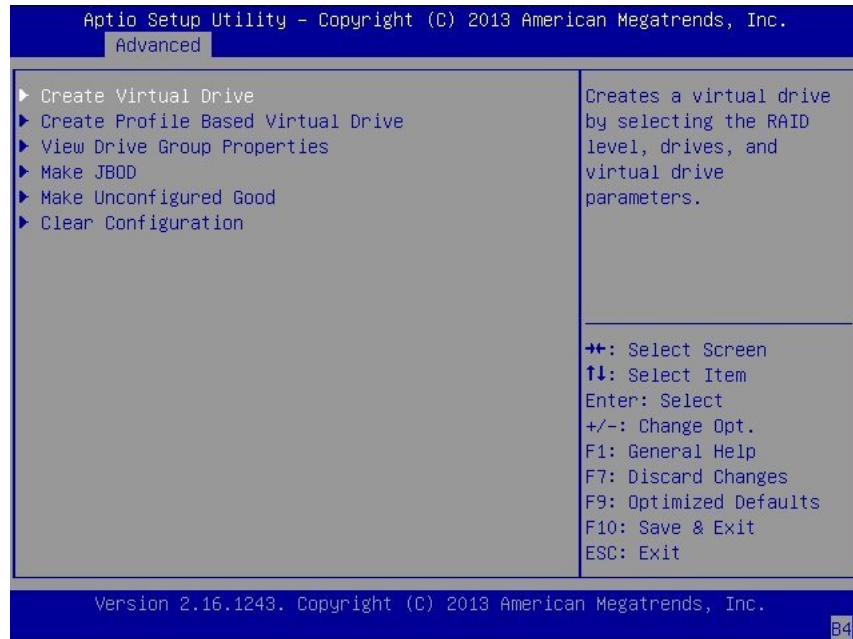 Aptio Setup Utility – Copyright (C) 2013 American Megatrends, Inc.
Advanced
▶ Create Virtual Drive
▶ Create Profile Based Virtual Drive
▶ View Drive Group Properties
▶ Make JBOD
▶ Make Unconfigured Good
▶ Clear Configuration
Creates a virtual drive
by selecting the RAID
level, drives, and
virtual drive
parameters.
→←: Select Screen
↑↓: Select Item
Enter: Select
+/-: Change Opt.
F1: General Help
F7: Discard Changes
F9: Optimized Defaults
F10: Save & Exit
ESC: Exit
Version 2.16.1243. Copyright (C) 2013 American Megatrends, Inc.
B4